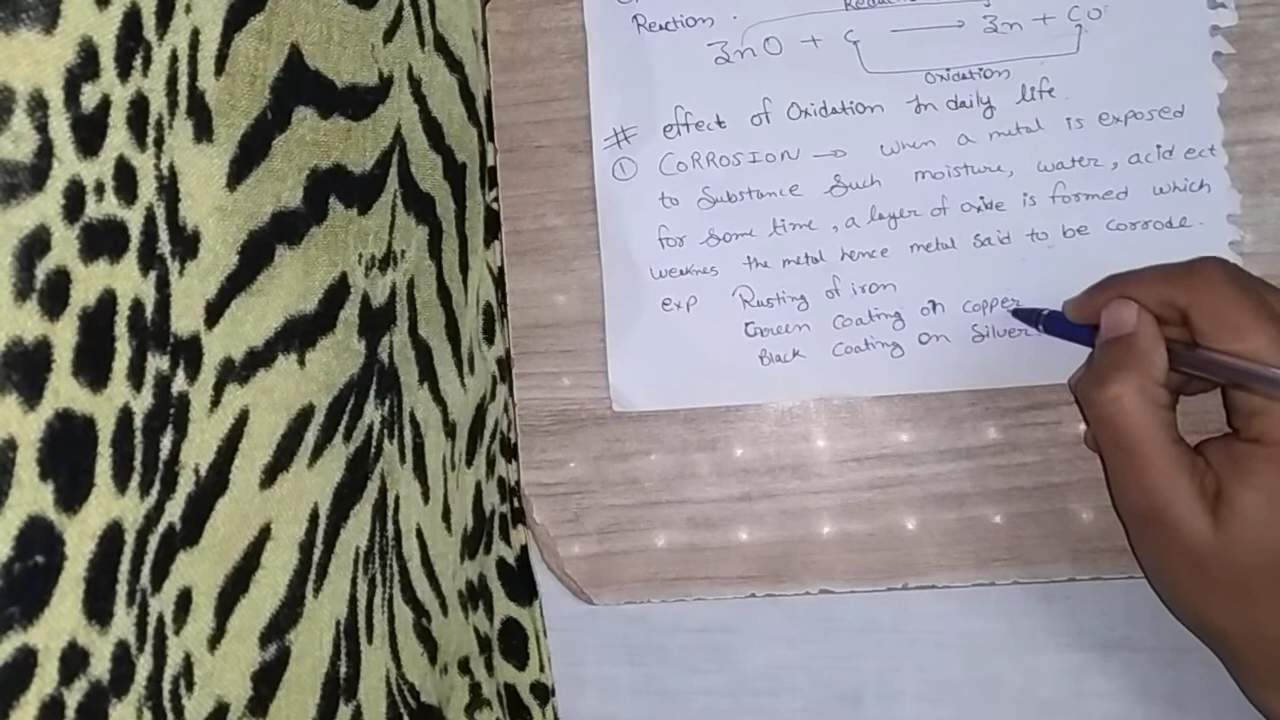 Reaction.
ZnO + C → Zn + CO
Oxidation
# effect of Oxidation In daily life.
① CORROSION → when a metal is exposed
to Substance Such moisture, water, acid ect
for Some time, a layer of oxide is formed which
weaknes the metal hence metal said to be corrode.
exp Rusting of iron
Green coating on copper
Black coating on Silver.